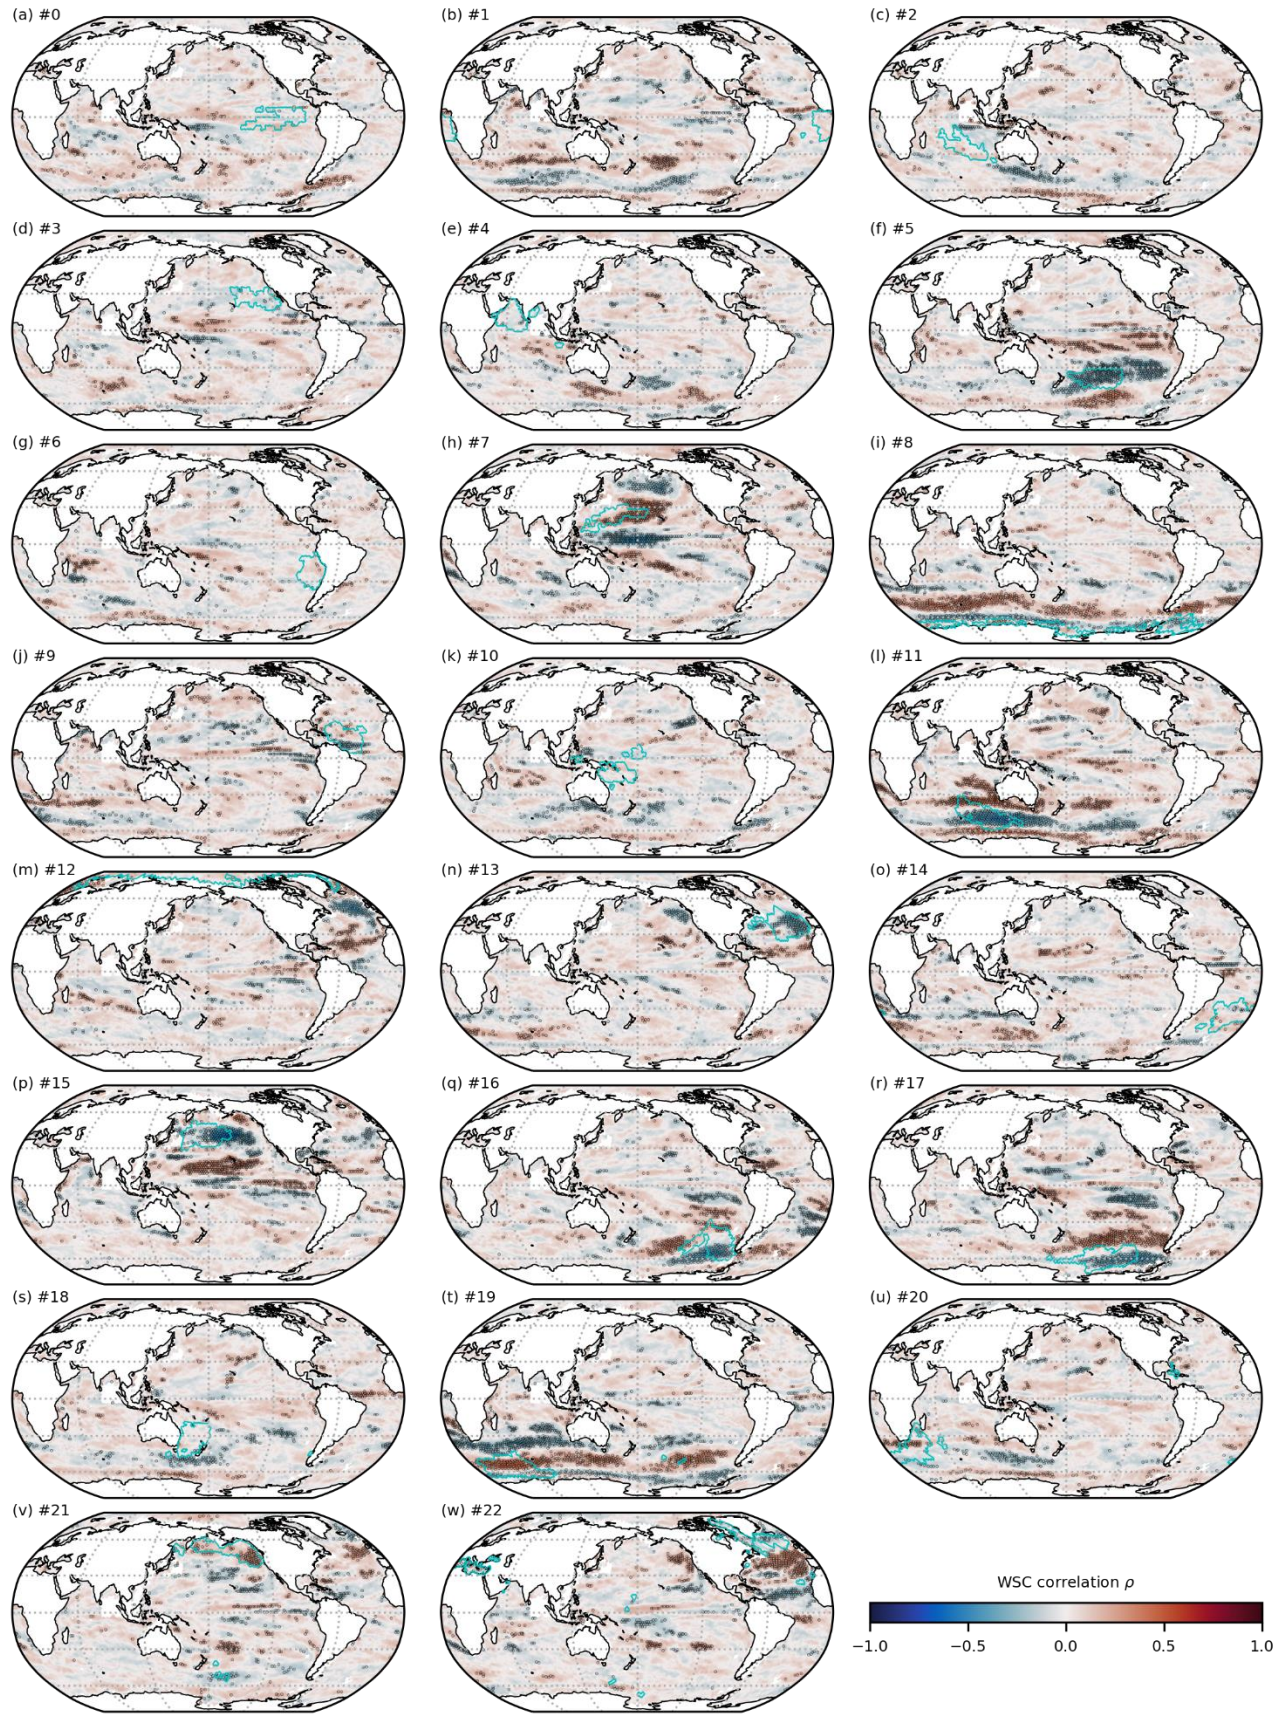 (a) #0
(b) #1
(c) #2
(d) #3
(e) #4
(f) #5
(g) #6
(h) #7
(i) #8
(j) #9
(k) #10
(l) #11
(m) #12
(n) #13
(o) #14
(p) #15
(q) #16
(r) #17
(s) #18
(t) #19
(u) #20
(v) #21
(w) #22
WSC correlation ρ
−1.0 −0.5 0.0 0.5 1.0